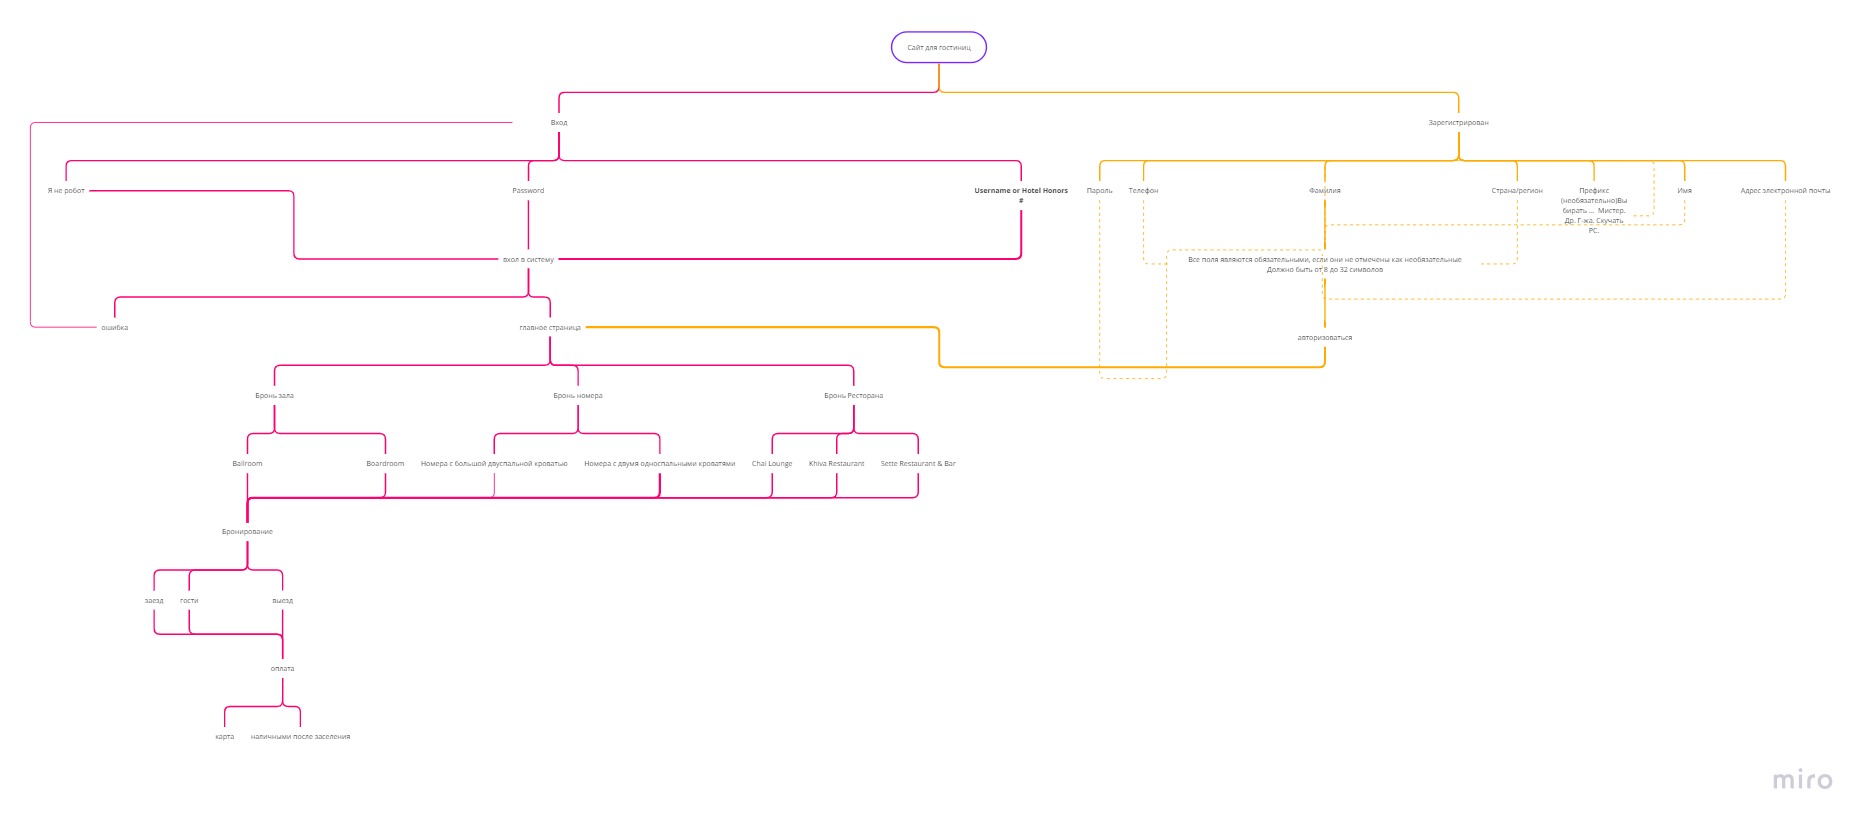 Сайт для гостиниц
Вход
Зарегистрирован
Я не робот
Password
Username or Hotel Honors
#
Пароль
Телефон
Фамилия
Страна/регион
Префикс
(необязательно)Вы
бирать ... Мистер.
Др. Г-жа. Скучать
РС.
Имя
Адрес электронной почты
вхол в систему
Все поля являются обязательными, если они не отмечены как необязательные
Должно быть от 8 до 32 символов
ошибка
главное страница
авторизоваться
Бронь зала
Бронь номера
Бронь Ресторана
Ballroom
Boardroom
Номера с большой двуспальной кроватью
Номера с двумя односпальными кроватями
Chai Lounge
Khiva Restaurant
Sette Restaurant & Bar
Бронирование
заезд
гости
выезд
оплата
карта
наличными после заселения
miro